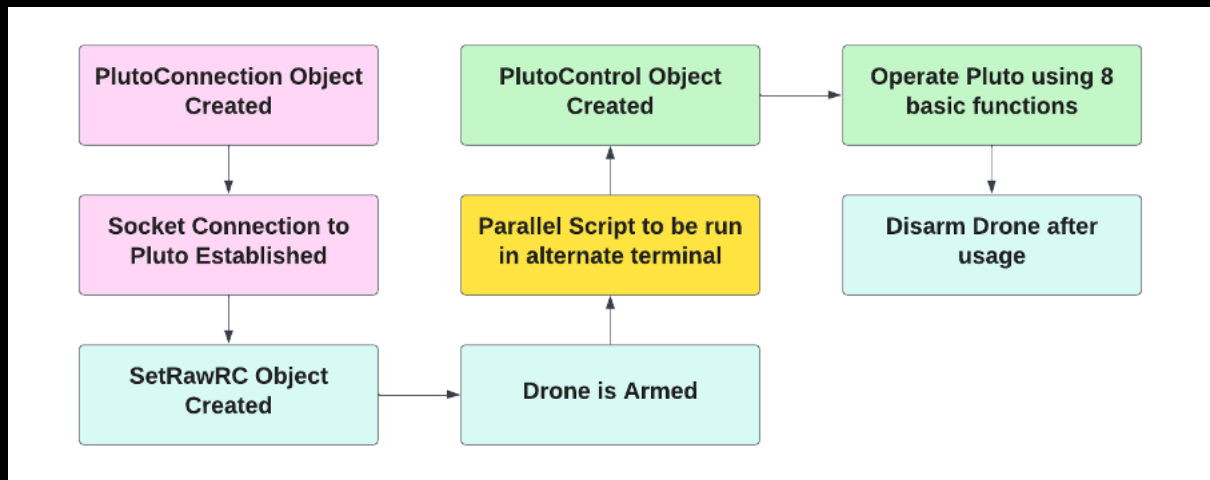 PlutoConnection Object
Created
Socket Connection to
Pluto Established
SetRawRC Object
Created
Drone is Armed
Parallel Script to be run
in alternate terminal
PlutoControl Object
Created
Operate Pluto using 8
basic functions
Disarm Drone after
usage